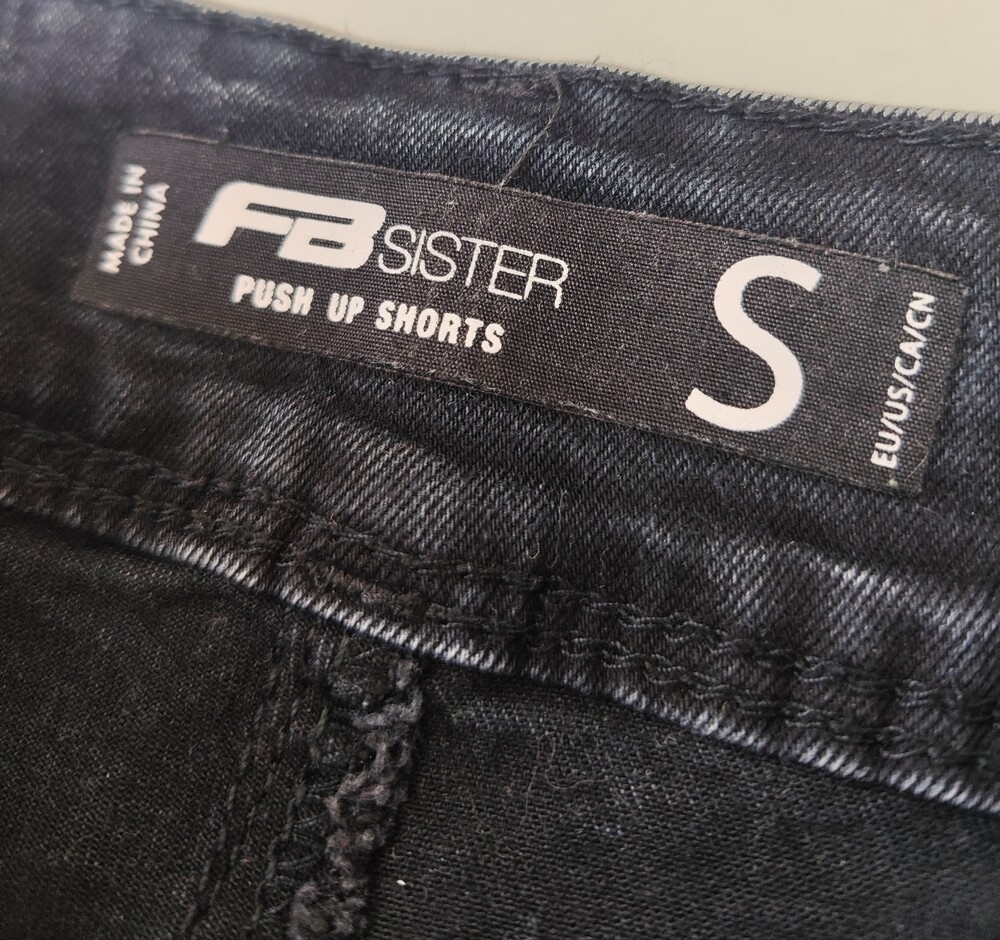 MADE IN
CHINA
FB SISTER
PUSH UP SHORTS
S
EU/US/CA/CN